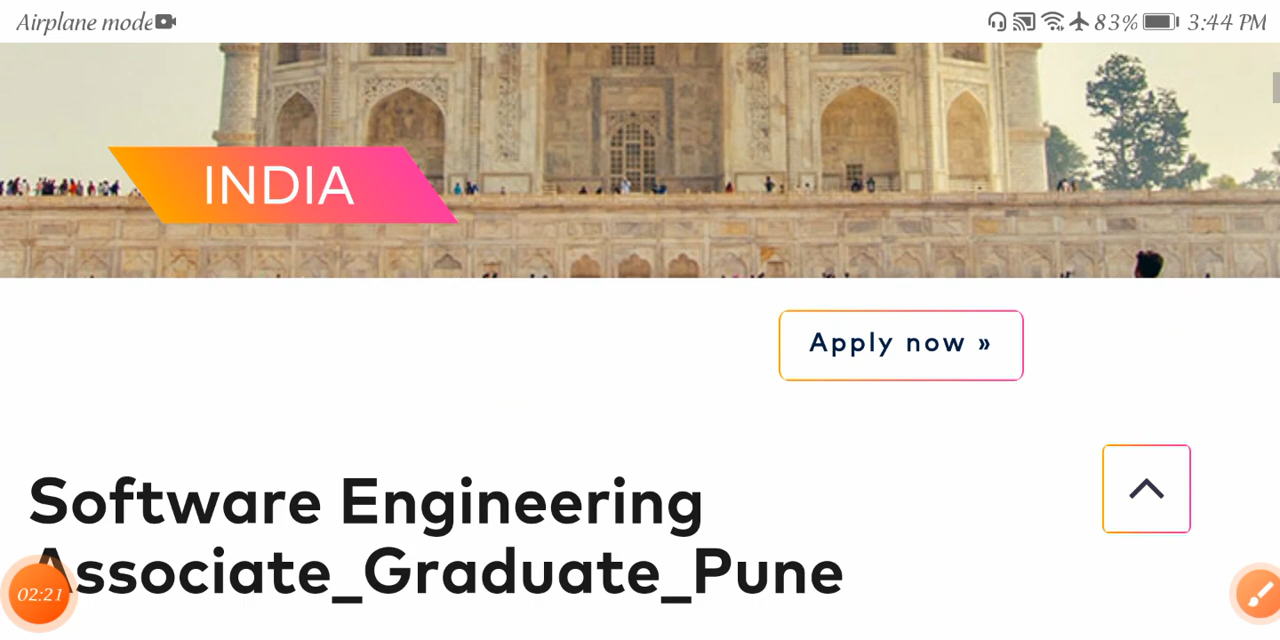 Airplane mode 83% 3:44 PM
INDIA
Apply now »
Software Engineering
Associate_Graduate_Pune
02:21